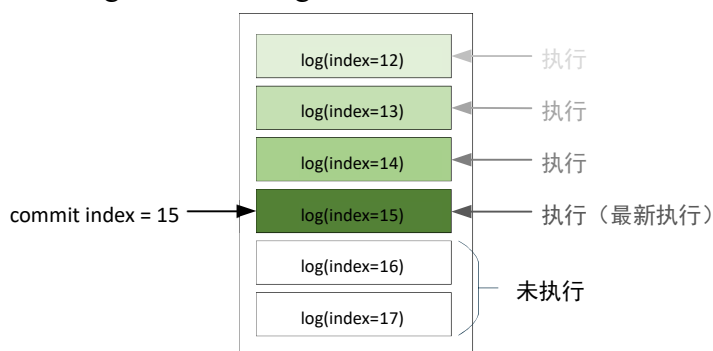 log(index=12)
执行
log(index=13)
执行
log(index=14)
执行
commit index = 15
log(index=15)
执行（最新执行）
log(index=16)
未执行
log(index=17)